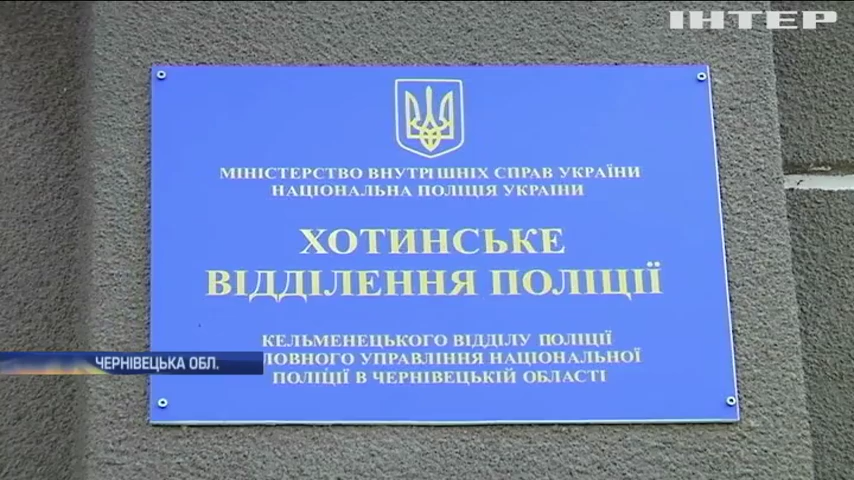 ІНТЕР
МІНІСТЕРСТВО ВНУТРІШНІХ СПРАВ УКРАЇНИ
НАЦІОНАЛЬНА ПОЛІЦІЯ УКРАЇНИ
ХОТИНСЬКЕ
ВІДДІЛЕННЯ ПОЛІЦІЇ
КЕЛЬМЕНЕЦЬКОГО ВІДДІЛУ ПОЛІЦІЇ
ЧЕРНІВЕЦЬКА ОБЛ.
УПРАВЛІННЯ НАЦІОНАЛЬНОЇ
ПОЛІЦІЇ В ЧЕРНІВЕЦЬКІЙ ОБЛАСТІ